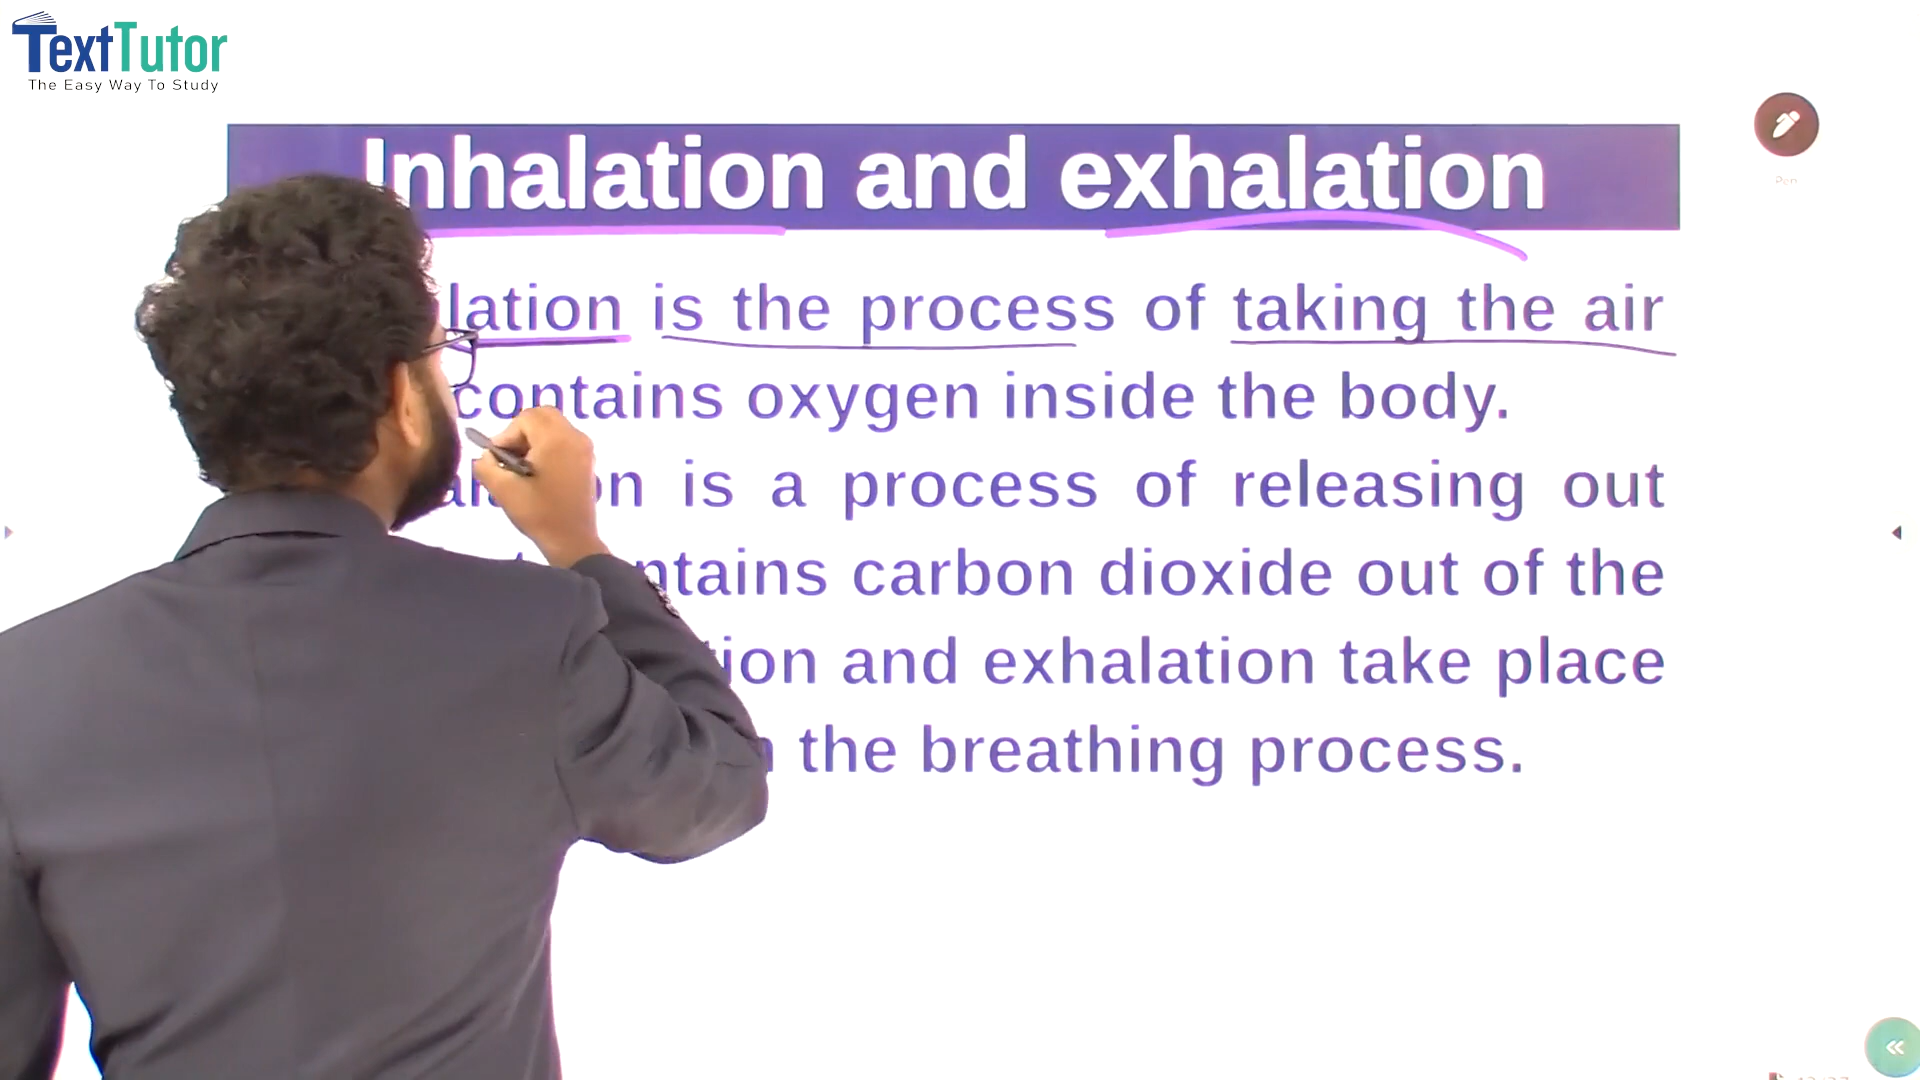 TextTutor
The Easy Way To Study
Inhalation and exhalation
Pen
lation is the process of taking the air
contains oxygen inside the body.
is a process of releasing out
ntains carbon dioxide out of the
ion and exhalation take place
the breathing process.